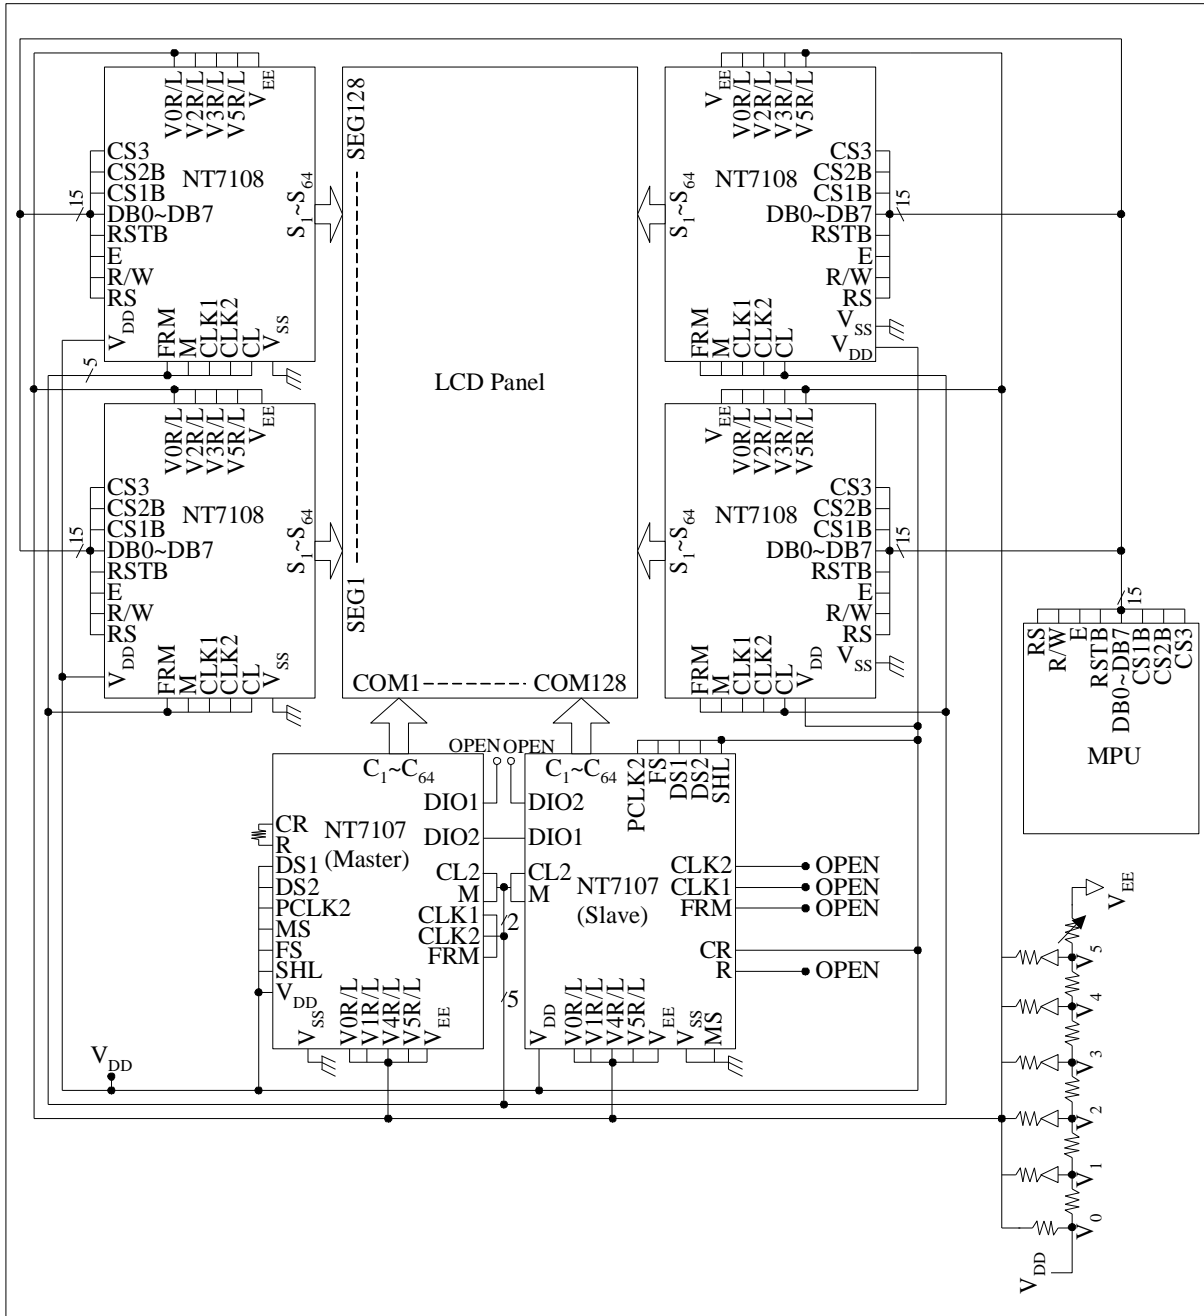 V0R/L
V2R/L
V3R/L
V5R/L
VEE
CS3
CS2B
CS1B
DB0~DB7
RSTB
E
R/W
RS
NT7108
S1~S64
15
VDD
FRM
M
CLK1
CLK2
CL
VSS
5
SEG128
SEG1
LCD Panel
COM1
COM128
VEE
V0R/L
V2R/L
V3R/L
V5R/L
CS3
CS2B
CS1B
DB0~DB7
RSTB
E
R/W
RS
NT7108
S1~S64
15
VSS
VDD
FRM
M
CLK1
CLK2
CL
V0R/L
V2R/L
V3R/L
V5R/L
VEE
CS3
CS2B
CS1B
DB0~DB7
RSTB
E
R/W
RS
NT7108
S1~S64
15
VDD
FRM
M
CLK1
CLK2
CL
VSS
VEE
V0R/L
V2R/L
V3R/L
V5R/L
CS3
CS2B
CS1B
DB0~DB7
RSTB
E
R/W
RS
NT7108
S1~S64
15
VSS
FRM
M
CLK1
CLK2
CL
VDD
15
RS
R/W
E
RSTB
DB0~DB7
CS1B
CS2B
CS3
MPU
C1~C64
OPEN
OPEN
DIO1
DIO2
NT7107
(Master)
CR
R
DS1
DS2
PCLK2
MS
FS
SHL
VDD
CL2
M
CLK1
CLK2
FRM
2
5
VSS
V0R/L
V1R/L
V4R/L
V5R/L
VEE
C1~C64
PCLK2
FS
DS1
DS2
SHL
DIO2
DIO1
CL2
M
NT7107
(Slave)
CLK2
OPEN
CLK1
OPEN
FRM
OPEN
CR
R
OPEN
VDD
V0R/L
V1R/L
V4R/L
V5R/L
VEE
VSS
MS
VDD
VEE
V5
V4
V3
V2
V1
V0
VDD